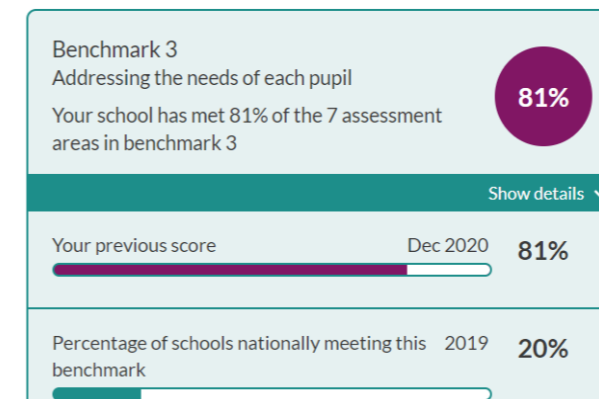 Benchmark 3
Addressing the needs of each pupil
Your school has met 81% of the 7 assessment
areas in benchmark 3
81%
Show details
Your previous score Dec 2020 81%
Percentage of schools nationally meeting this 2019 20%
benchmark